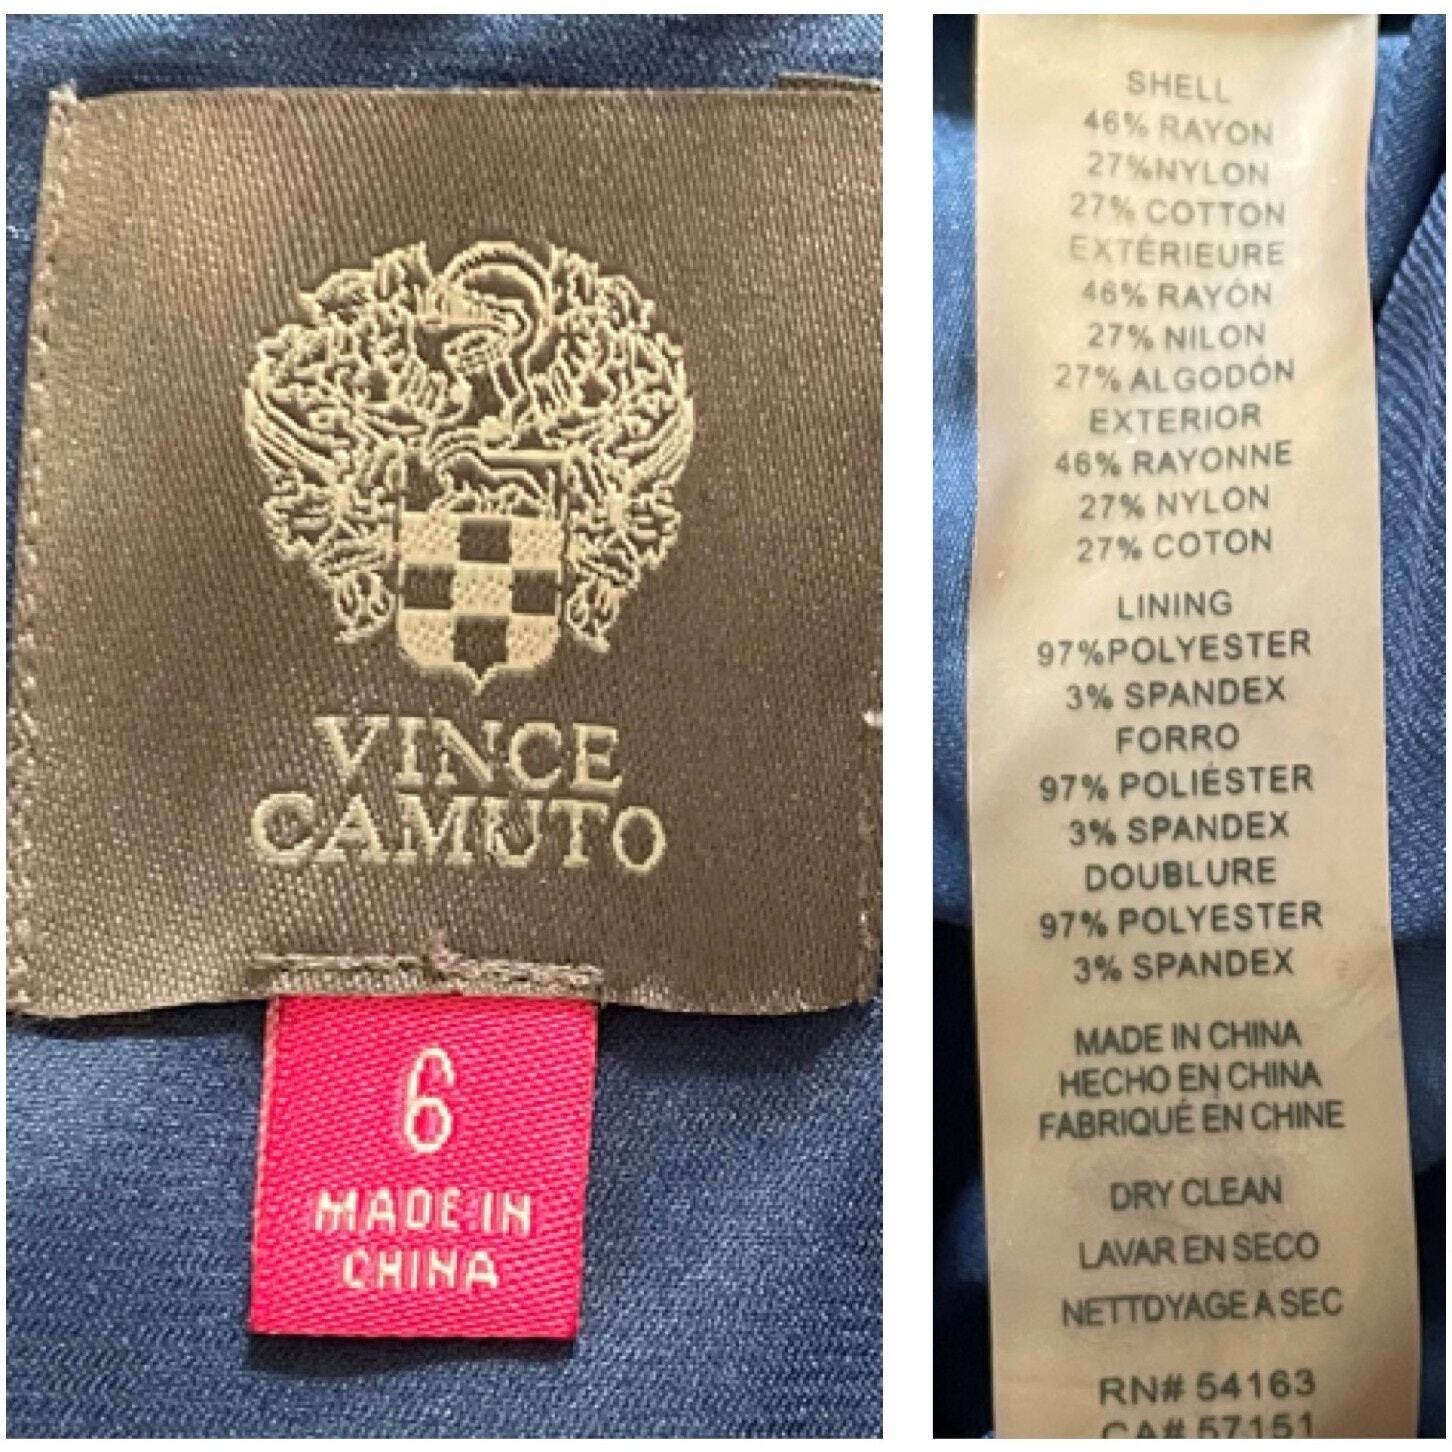 VINCE
CAMUTO
6
MADE IN
CHINA
SHELL
46% RAYON
27%NYLON
27% COTTON
EXTÉRIEURE
46% RAYÓN
27% NILON
27% ALGODÓN
EXTERIOR
46% RAYONNE
27% NYLON
27% COTON
LINING
97%POLYESTER
3% SPANDEX
FORRO
97% POLIÉSTER
3% SPANDEX
DOUBLURE
97% POLYESTER
3% SPANDEX
MADE IN CHINA
HECHO EN CHINA
FABRIQUÉ EN CHINE
DRY CLEAN
LAVAR EN SECO
NETTDYAGE A SEC
RN# 54163
CA# 57151